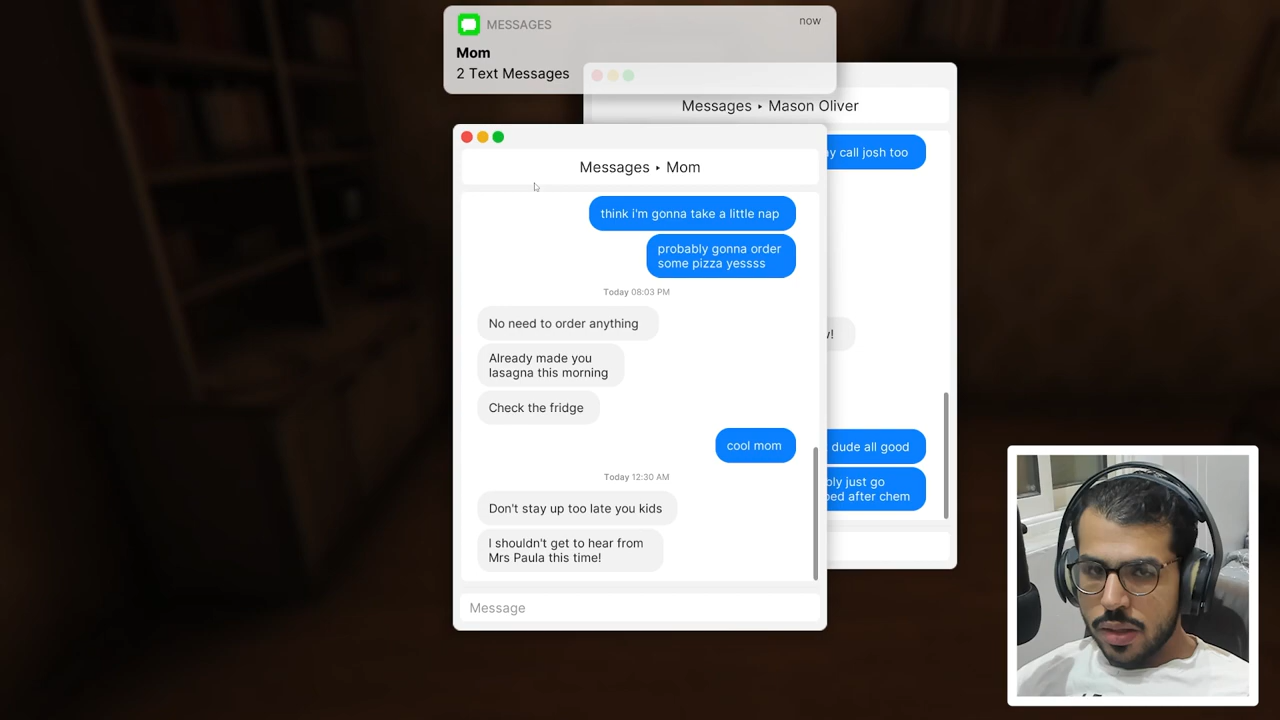 MESSAGES
now
Mom
2 Text Messages
Messages ‣ Mason Oliver
call josh too
dude all good
just go
after chem
Messages ‣ Mom
think i'm gonna take a little nap
probably gonna order
some pizza yessss
Today 08:03 PM
No need to order anything
Already made you
lasagna this morning
Check the fridge
cool mom
Today 12:30 AM
Don't stay up too late you kids
I shouldn't get to hear from
Mrs Paula this time!
Message